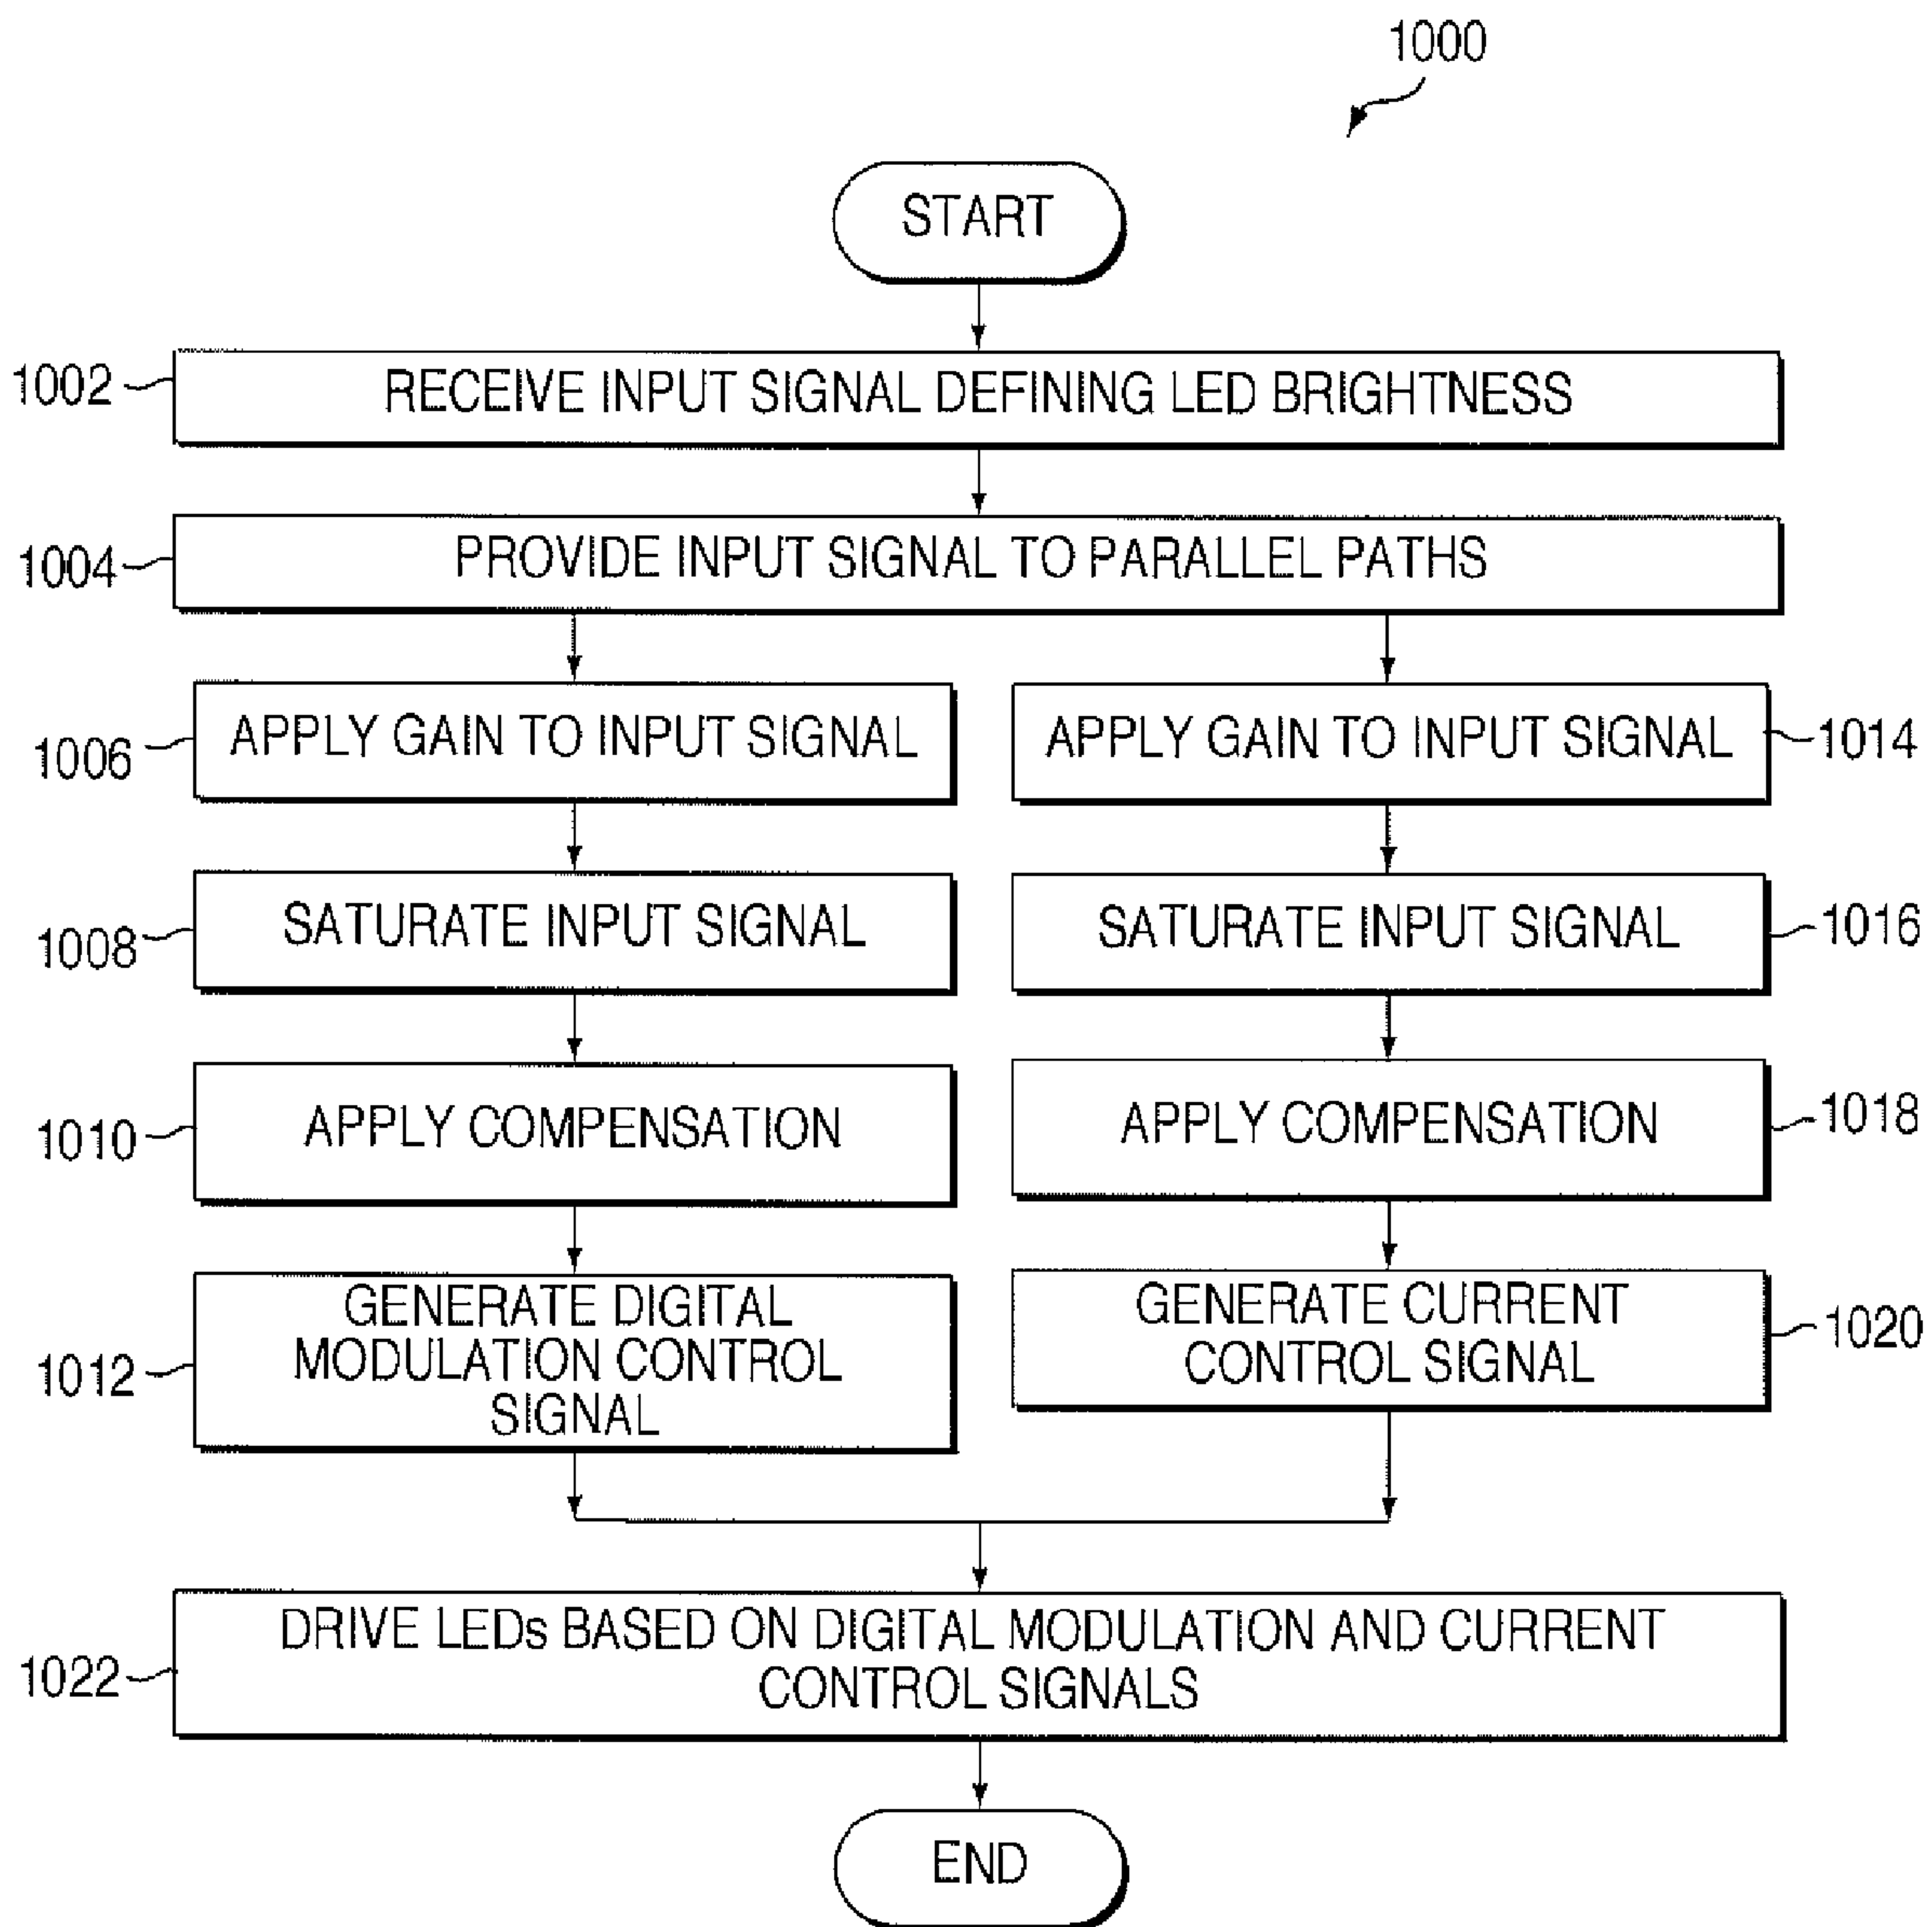 1000
START
1002
RECEIVE INPUT SIGNAL DEFINING LED BRIGHTNESS
1004
PROVIDE INPUT SIGNAL TO PARALLEL PATHS
1006
APPLY GAIN TO INPUT SIGNAL
APPLY GAIN TO INPUT SIGNAL
1014
1008
SATURATE INPUT SIGNAL
SATURATE INPUT SIGNAL
1016
1010
APPLY COMPENSATION
APPLY COMPENSATION
1018
1012
GENERATE DIGITAL
MODULATION CONTROL
SIGNAL
GENERATE CURRENT
CONTROL SIGNAL
1020
1022
DRIVE LEDs BASED ON DIGITAL MODULATION AND CURRENT
CONTROL SIGNALS
END